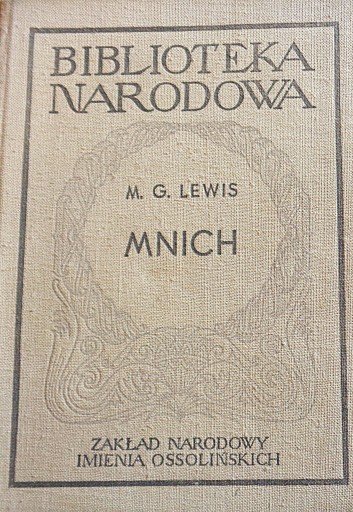 BIBLIOTEKA
NARODOWA
M. G. LEWIS
MNICH
ZAKŁAD NARODOWY
IMIENIA OSSOLIŃSKICH